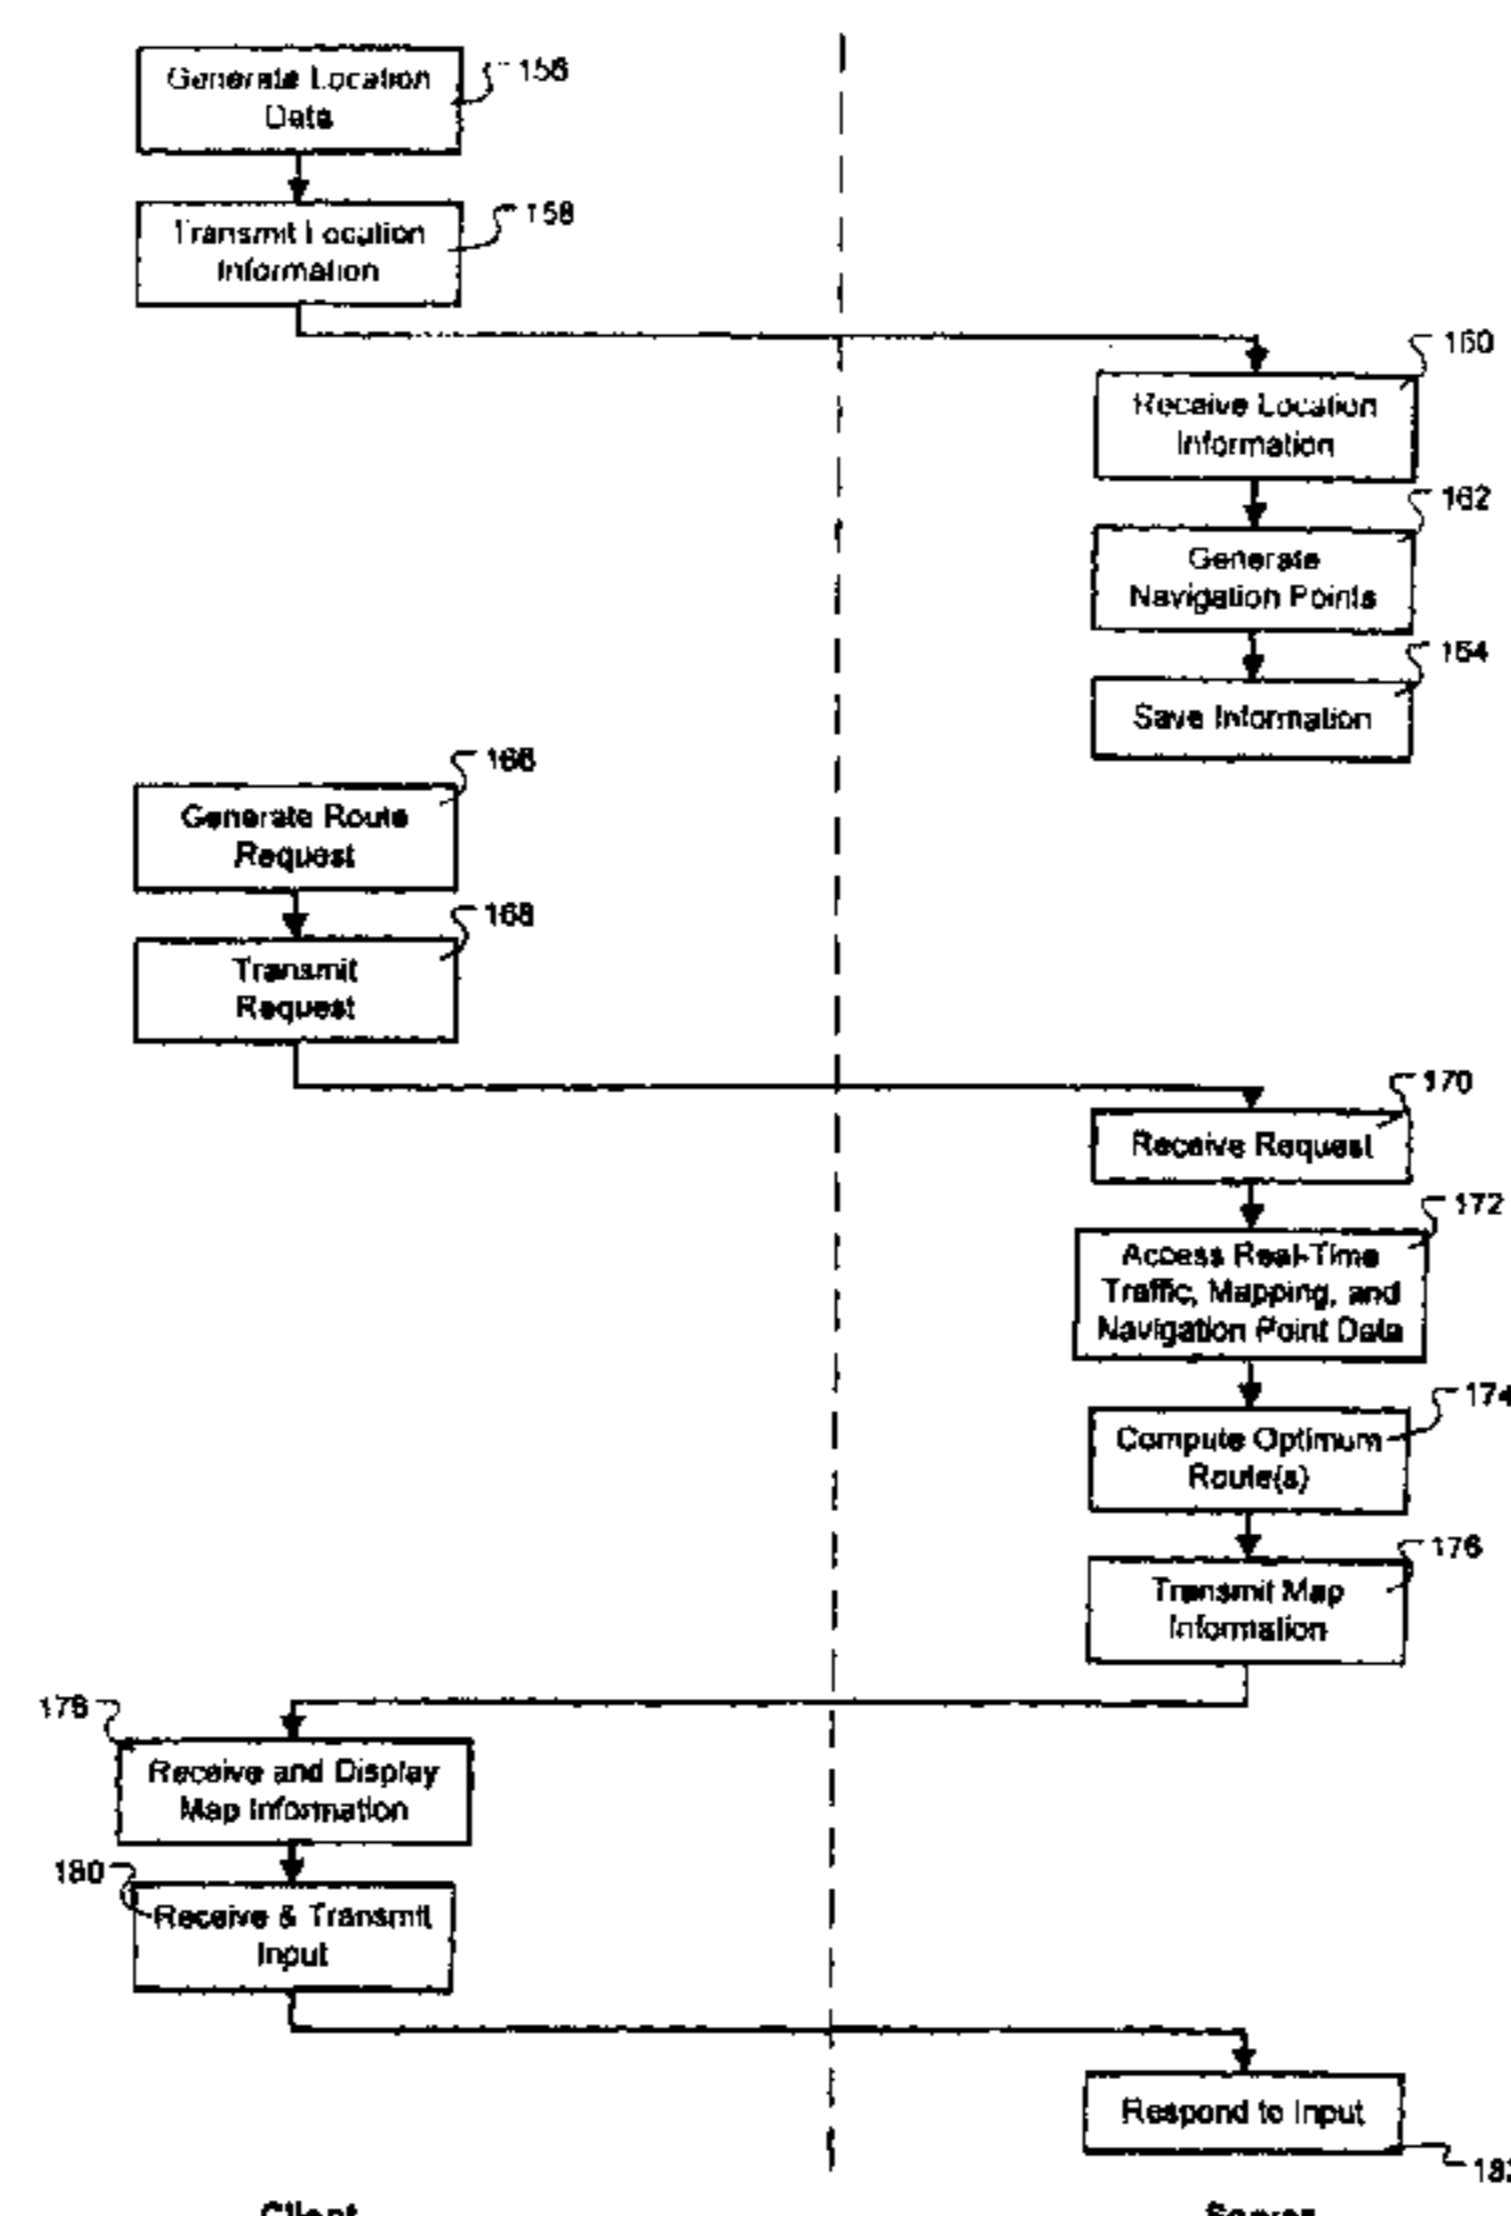 Generate Location
Data
156
Transmit Location
Information
158
160
Receive Location
Information
162
Generate
Navigation Points
164
Save Information
166
Generate Route
Request
168
Transmit
Request
170
Receive Request
172
Access Real-Time
Traffic, Mapping, and
Navigation Point Data
174
Compute Optimum
Route(s)
176
Transmit Map
Information
178
Receive and Display
Map Information
180
Receive & Transmit
Input
Respond to Input
Client
Server